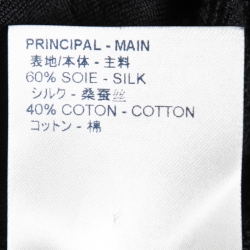 PRINCIPAL - MAIN
表地/本体 - 主料
60% SOIE - SILK
シルク - 桑蚕丝
40% COTON - COTTON
コットン - 棉